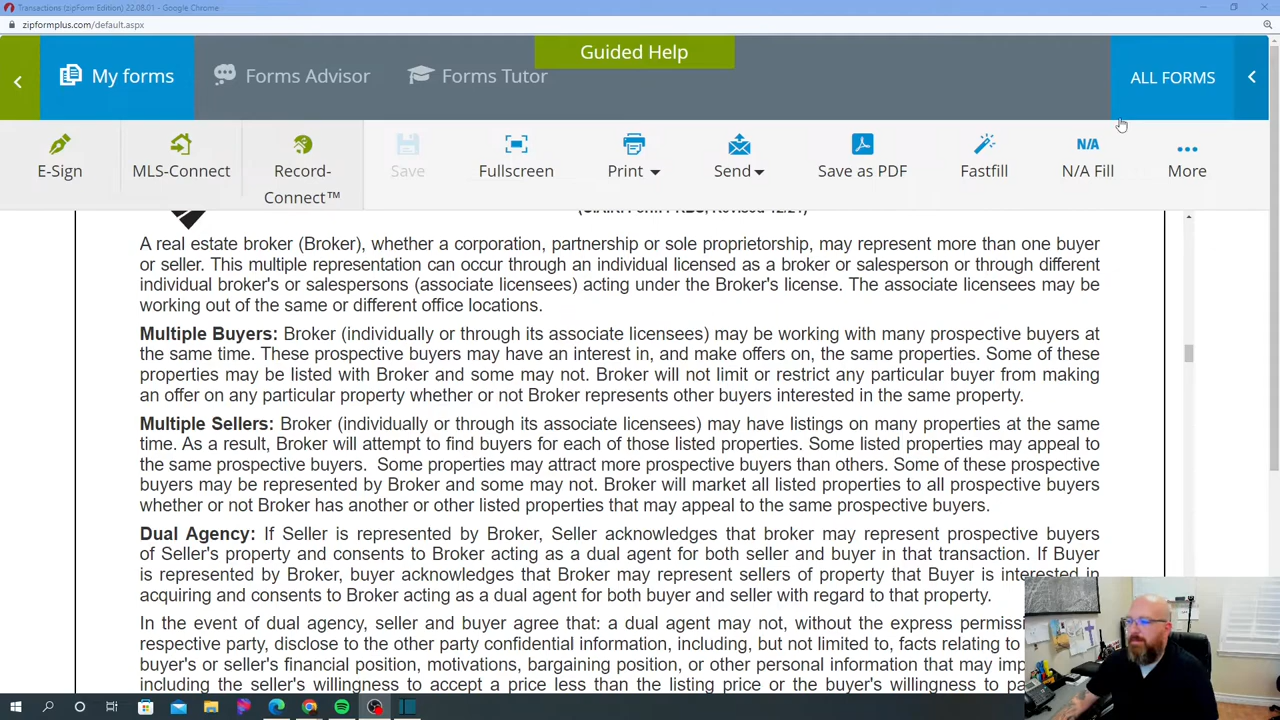 Transactions (zipForm Edition) 22.08.01 - Google Chrome
zipformplus.com/default.aspx
Guided Help
My forms
Forms Advisor
Forms Tutor
ALL FORMS
E-Sign
MLS-Connect
Record-
Connect™
Save
Fullscreen
Print
Send
Save as PDF
Fastfill
N/A
N/A Fill
More
A real estate broker (Broker), whether a corporation, partnership or sole proprietorship, may represent more than one buyer
or seller. This multiple representation can occur through an individual licensed as a broker or salesperson or through different
individual broker's or salespersons (associate licensees) acting under the Broker's license. The associate licensees may be
working out of the same or different office locations.
Multiple Buyers: Broker (individually or through its associate licensees) may be working with many prospective buyers at
the same time. These prospective buyers may have an interest in, and make offers on, the same properties. Some of these
properties may be listed with Broker and some may not. Broker will not limit or restrict any particular buyer from making
an offer on any particular property whether or not Broker represents other buyers interested in the same property.
Multiple Sellers: Broker (individually or through its associate licensees) may have listings on many properties at the same
time. As a result, Broker will attempt to find buyers for each of those listed properties. Some listed properties may appeal to
the same prospective buyers. Some properties may attract more prospective buyers than others. Some of these prospective
buyers may be represented by Broker and some may not. Broker will market all listed properties to all prospective buyers
whether or not Broker has another or other listed properties that may appeal to the same prospective buyers.
Dual Agency: If Seller is represented by Broker, Seller acknowledges that broker may represent prospective buyers
of Seller's property and consents to Broker acting as a dual agent for both seller and buyer in that transaction. If Buyer
is represented by Broker, buyer acknowledges that Broker may represent sellers of property that Buyer is interested in
acquiring and consents to Broker acting as a dual agent for both buyer and seller with regard to that property.
In the event of dual agency, seller and buyer agree that: a dual agent may not, without the express permissi
respective party, disclose to the other party confidential information, including, but not limited to, facts relating to
buyer's or seller's financial position, motivations, bargaining position, or other personal information that may imp
including the seller's willingness to accept a price less than the listing price or the buyer's willingness to pa